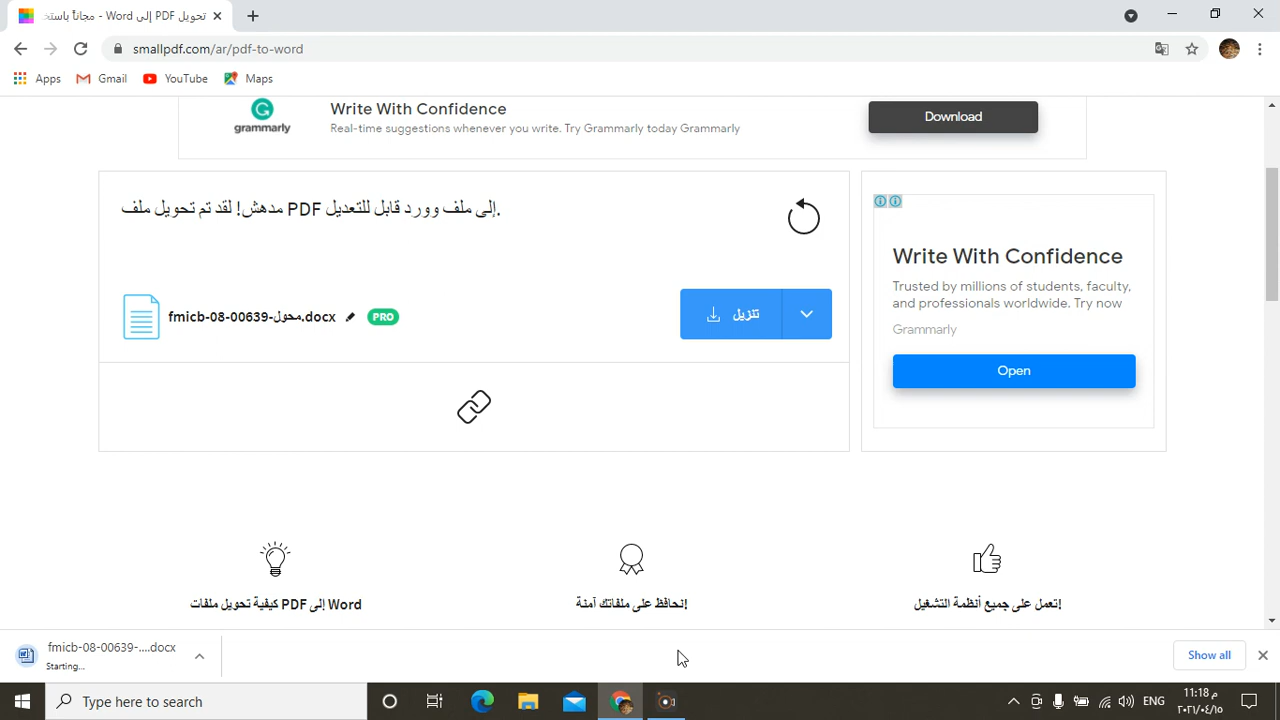 تحويل PDF إلى Word - مجاناً باستخ
smallpdf.com/ar/pdf-to-word
Apps
Gmail
YouTube
Maps
grammarly
Write With Confidence
Real-time suggestions whenever you write. Try Grammarly today Grammarly
Download
إلى ملف وورد قابل للتعديل PDF مدهش! لقد تم تحويل ملف.
fmicb-08-00639-محول.docx
PRO
تنزيل
Write With Confidence
Trusted by millions of students, faculty,
and professionals worldwide. Try now
Grammarly
Open
كيفية تحويل ملفات PDF إلى Word
نحافظ على ملفاتك آمنة!
تعمل على جميع أنظمة التشغيل!
fmicb-08-00639-....docx
Starting...
Show all
Type here to search
ENG
11:18 م
٢٠٢١/٠٤/١٥